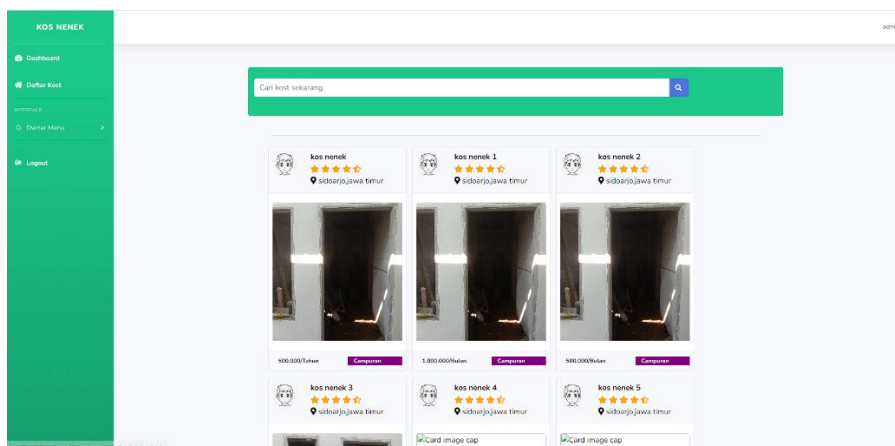 KOS NENEK
adm
Dashboard
Daftar Kost
INTERFACE
Owner Menu
Logout
Cari kost sekarang
kos nenek
sidoarjo,jawa timur
500.000/Tahun
Campuran
kos nenek 1
sidoarjo,jawa timur
1.000.000/Bulan
Campuran
kos nenek 2
sidoarjo,jawa timur
500.000/Bulan
Campuran
kos nenek 3
sidoarjo,jawa timur
kos nenek 4
sidoarjo,jawa timur
Card image cap
kos nenek 5
sidoarjo,jawa timur
Card image cap